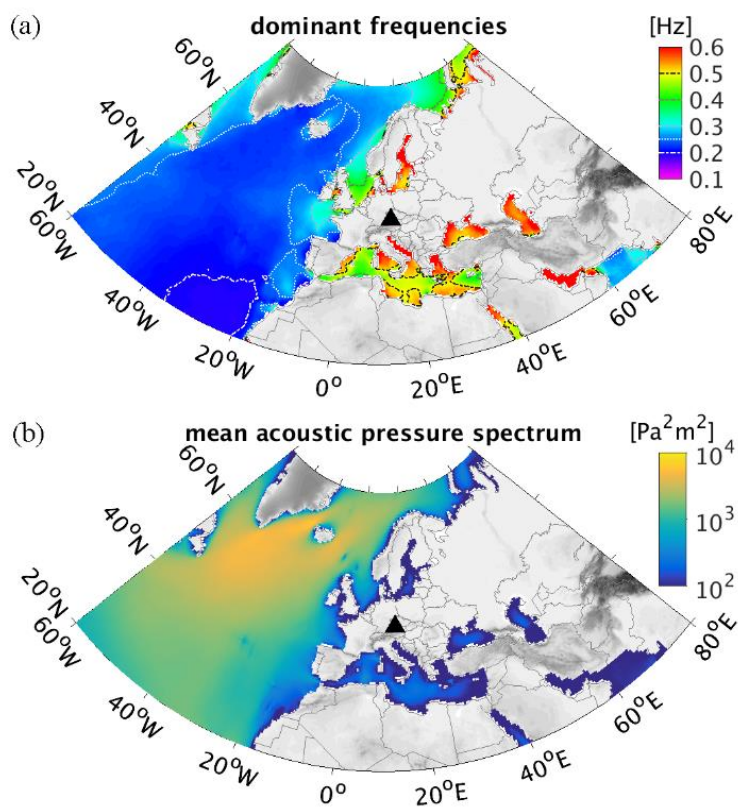 (a) dominant frequencies [Hz]
60°N
40°N
20°N
60°W
40°W
20°W
0°
20°E
40°E
60°E
80°E
0.6
0.5
0.4
0.3
0.2
0.1
(b) mean acoustic pressure spectrum [Pa²m²]
60°N
40°N
20°N
60°W
40°W
20°W
0°
20°E
40°E
60°E
80°E
10⁴
10³
10²